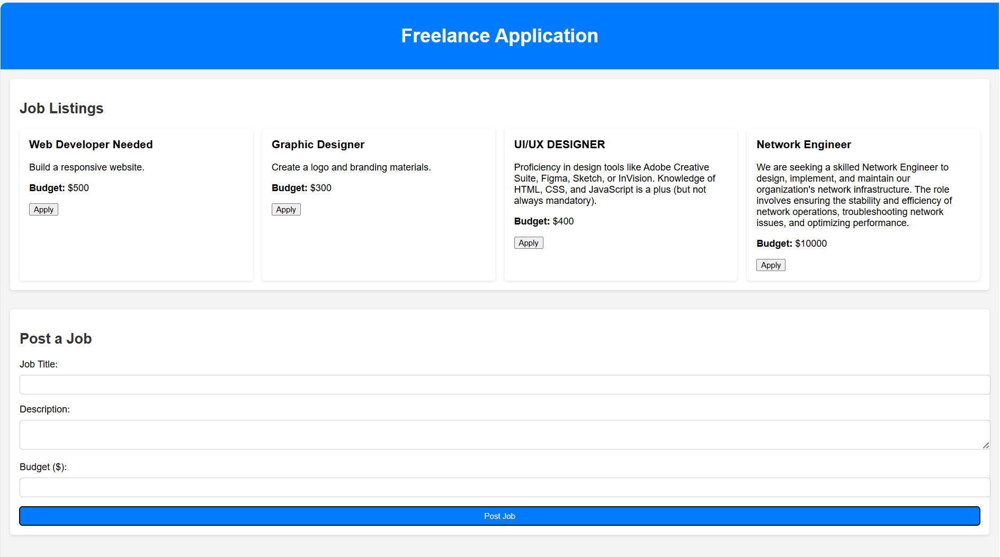 Freelance Application
Job Listings
Web Developer Needed
Build a responsive website.
Budget: $500
Apply
Graphic Designer
Create a logo and branding materials.
Budget: $300
Apply
UI/UX DESIGNER
Proficiency in design tools like Adobe Creative
Suite, Figma, Sketch, or InVision. Knowledge of
HTML, CSS, and JavaScript is a plus (but not
always mandatory).
Budget: $400
Apply
Network Engineer
We are seeking a skilled Network Engineer to
design, implement, and maintain our
organization's network infrastructure. The role
involves ensuring the stability and efficiency of
network operations, troubleshooting network
issues, and optimizing performance.
Budget: $10000
Apply
Post a Job
Job Title:
Description:
Budget ($):
Post Job